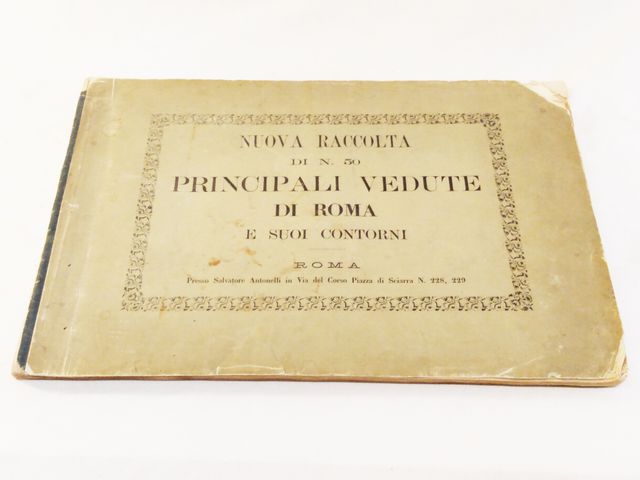 NUOVA RACCOLTA
DI N. 50
PRINCIPALI VEDUTE
DI ROMA
E SUOI CONTORNI
ROMA
Presso Salvatore Antonelli in Via del Corso Piazza di Sciarra N. 228, 229